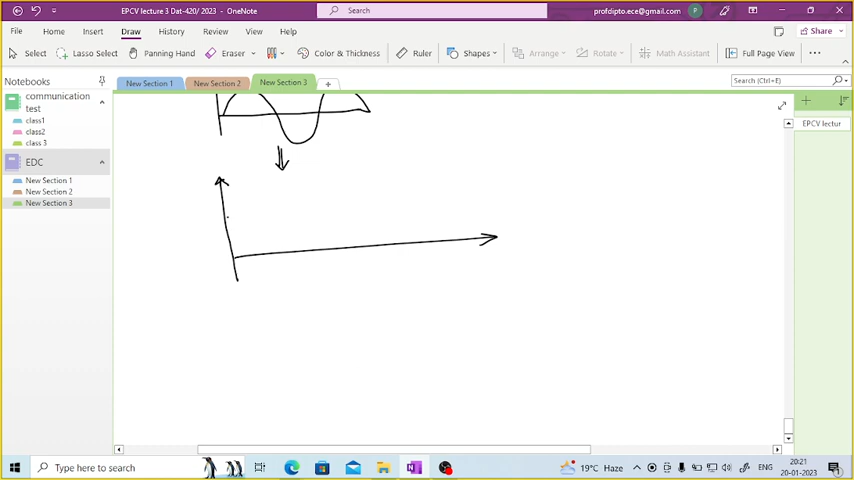 EPCV lecture 3 Dat-420/ 2023 - OneNote
Search
profdipto.ece@gmail.com
P
File
Home
Insert
Draw
History
Review
View
Help
Share
Select
Lasso Select
Panning Hand
Eraser
Color & Thickness
Ruler
Shapes
Arrange
Rotate
Math Assistant
Full Page View
Notebooks
New Section 1
New Section 2
New Section 3
Search (Ctrl+E)
communication
test
class1
class2
class 3
EDC
New Section 1
New Section 2
New Section 3
EPCV lectur
Type here to search
19°C Haze
ENG
20:21
20-01-2023